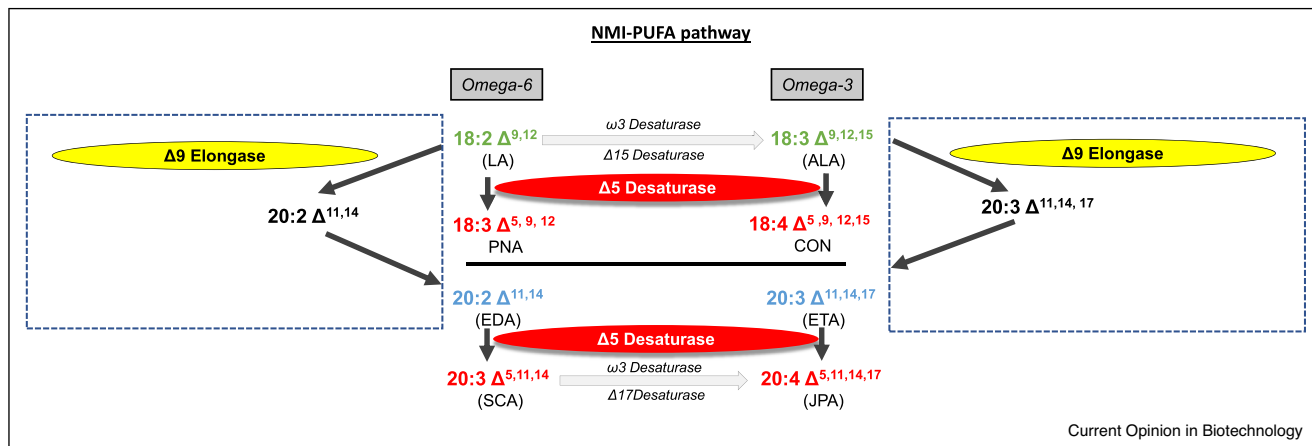 NMI-PUFA pathway
Omega-6
Omega-3
18:2 Δ9,12
(LA)
ω3 Desaturase
Δ15 Desaturase
18:3 Δ9,12,15
(ALA)
Δ9 Elongase
Δ9 Elongase
Δ5 Desaturase
20:2 Δ11,14
20:3 Δ11,14, 17
18:3 Δ5, 9, 12
PNA
18:4 Δ5 ,9, 12,15
CON
20:2 Δ11,14
(EDA)
20:3 Δ11,14,17
(ETA)
Δ5 Desaturase
20:3 Δ5,11,14
(SCA)
ω3 Desaturase
Δ17Desaturase
20:4 Δ5,11,14,17
(JPA)
Current Opinion in Biotechnology